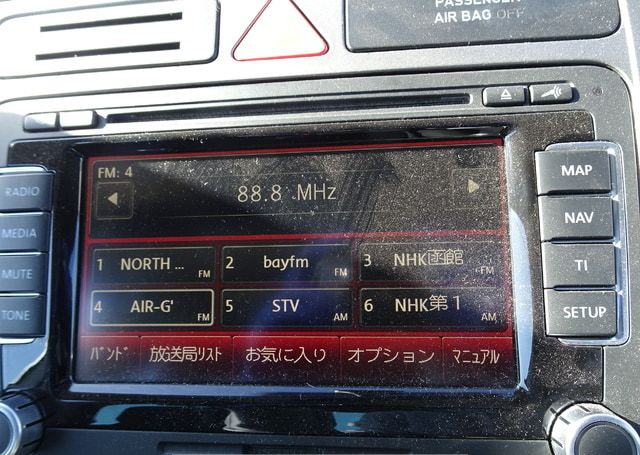 PASSENGER
AIR BAG OFF
RADIO
MEDIA
MUTE
TONE
FM: 4
88.8 MHz
1 NORTH ... FM
2 bayfm FM
3 NHK函館 FM
4 AIR-G' FM
5 STV AM
6 NHK第1 AM
ﾊﾞﾝﾄﾞ 放送局ﾘｽﾄ お気に入り オプション ﾏﾆｭｱﾙ
MAP
NAV
TI
SETUP